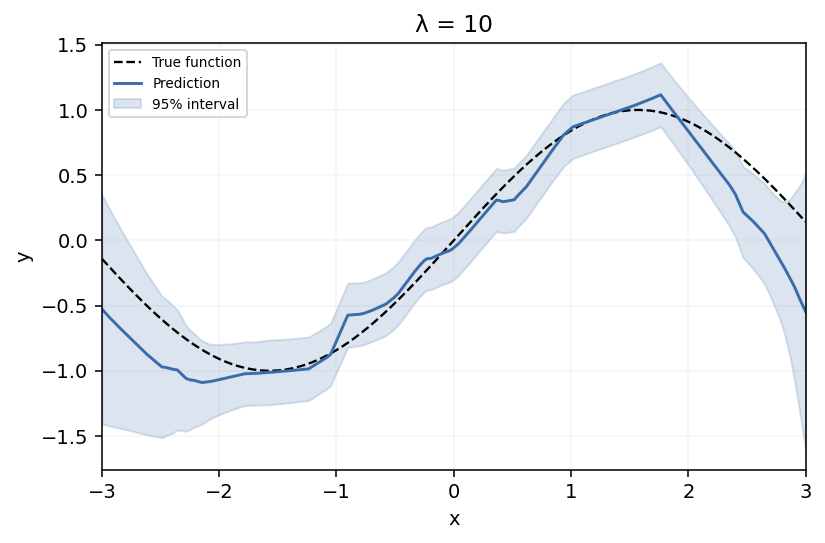 λ = 10
True function
Prediction
95% interval
1.5
1.0
0.5
0.0
−0.5
−1.0
−1.5
y
−3 −2 −1 0 1 2 3
x